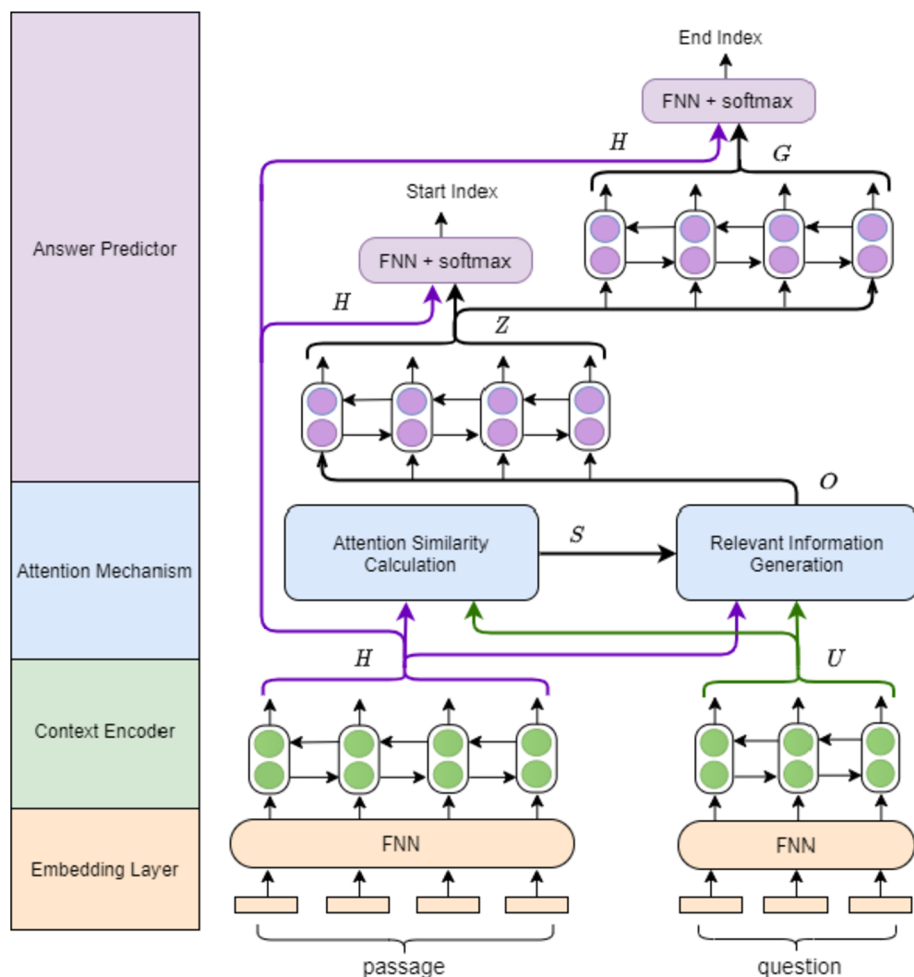 End Index
FNN + softmax
H
G
Start Index
Answer Predictor
FNN + softmax
H
Z
O
Attention Mechanism
Attention Similarity
Calculation
S
Relevant Information
Generation
H
U
Context Encoder
FNN
FNN
Embedding Layer
passage
question